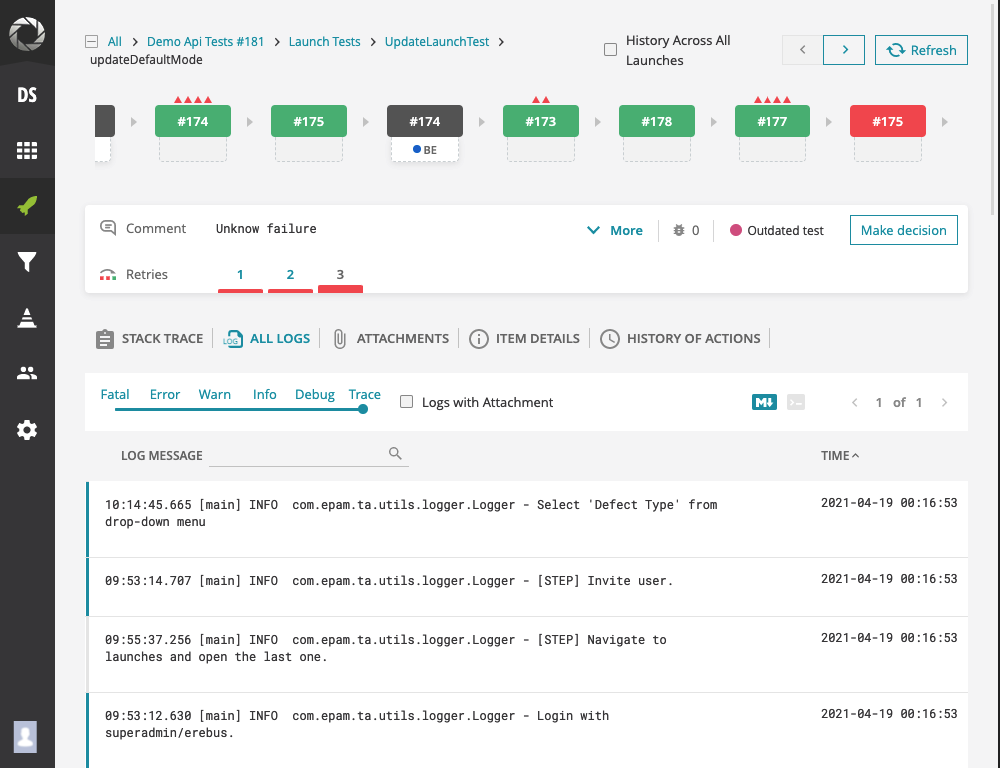 All Demo Api Tests #181 Launch Tests UpdateLaunchTest
updateDefaultMode
History Across All
Launches
Refresh
DS
#174 #175 #174 #173 #178 #177 #175
BE
Comment Unknow failure More 0 Outdated test Make decision
Retries 1 2 3
STACK TRACE LOG ALL LOGS ATTACHMENTS ITEM DETAILS HISTORY OF ACTIONS
Fatal Error Warn Info Debug Trace
Logs with Attachment M 1 of 1
LOG MESSAGE TIME
10:14:45.665 [main] INFO com.epam.ta.utils.logger.Logger - Select 'Defect Type' from 2021-04-19 00:16:53
drop-down menu
09:53:14.707 [main] INFO com.epam.ta.utils.logger.Logger - [STEP] Invite user. 2021-04-19 00:16:53
09:55:37.256 [main] INFO com.epam.ta.utils.logger.Logger - [STEP] Navigate to 2021-04-19 00:16:53
launches and open the last one.
09:53:12.630 [main] INFO com.epam.ta.utils.logger.Logger - Login with 2021-04-19 00:16:53
superadmin/erebus.